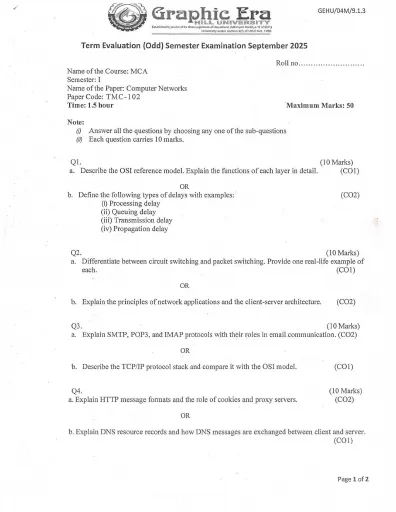 GEHU/04M/9.1.3
Graphic Era
HILL UNIVERSITY
Term Evaluation (Odd) Semester Examination September 2025
Roll no..........................
Name of the Course: MCA
Semester: I
Name of the Paper: Computer Networks
Paper Code: TMC-102
Time: 1.5 hour Maximum Marks: 50
Note:
(i) Answer all the questions by choosing any one of the sub-questions
(ii) Each question carries 10 marks.
Q1. (10 Marks)
a. Describe the OSI reference model. Explain the functions of each layer in detail. (CO1)
OR
b. Define the following types of delays with examples: (CO2)
(i) Processing delay
(ii) Queuing delay
(iii) Transmission delay
(iv) Propagation delay
Q2. (10 Marks)
a. Differentiate between circuit switching and packet switching. Provide one real-life example of
each. (CO1)
OR
b. Explain the principles of network applications and the client-server architecture. (CO2)
Q3. (10 Marks)
a. Explain SMTP, POP3, and IMAP protocols with their roles in email communication. (CO2)
OR
b. Describe the TCP/IP protocol stack and compare it with the OSI model. (CO1)
Q4. (10 Marks)
a. Explain HTTP message formats and the role of cookies and proxy servers. (CO2)
OR
b. Explain DNS resource records and how DNS messages are exchanged between client and server.
(CO1)
Page 1 of 2